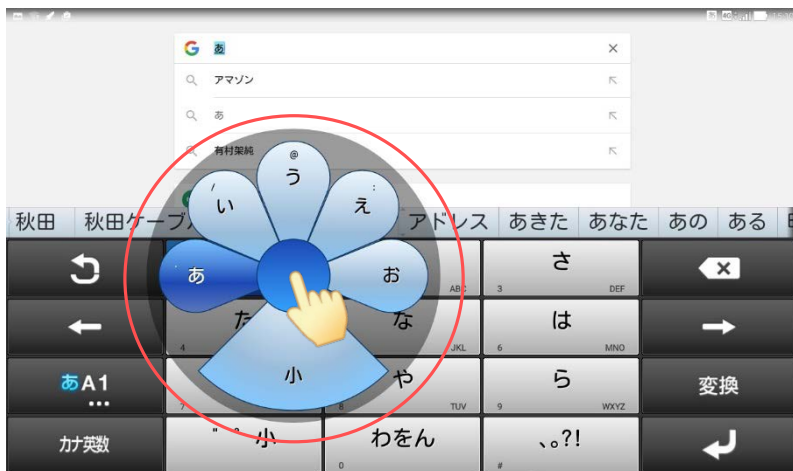 あ
アマゾン
あ
有村架純
@
う
/
い
:
え
秋田 秋田ケーブル アドレス あきた あなた あの ある
あ
お
ABC
さ
3 DEF
た
4
な
JKL
は
6 MNO
あA1
小
7
や
8 TUV
ら
9 WXYZ
変換
カナ英数
゛゜小
わをん
0
､｡?!
#